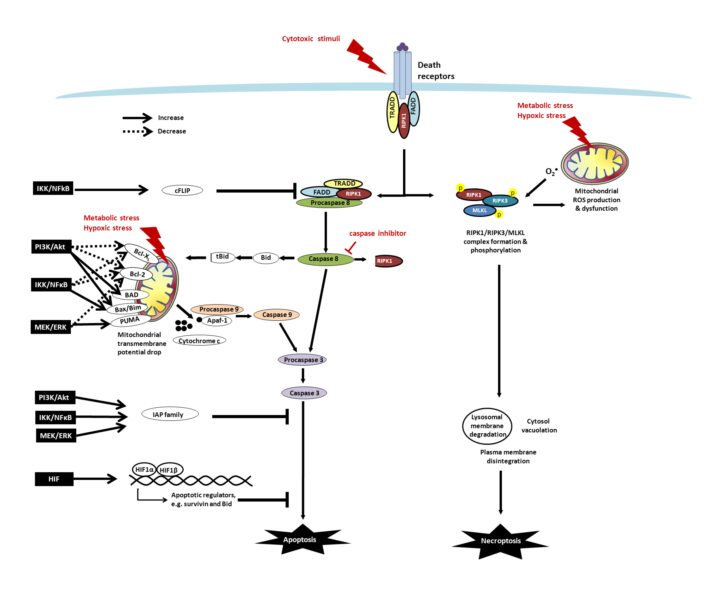 Cytotoxic stimuli
Death
receptors
TRADD
RIPK1
FADD
Metabolic stress
Hypoxic stress
Increase
Decrease
O₂•
Mitochondrial
ROS production
& dysfunction
IKK/NFkB
cFLIP
TRADD
FADD
RIPK1
Procaspase 8
p
RIPK1
p
RIPK3
MLKL
p
RIPK1/RIPK3/MLKL
complex formation &
phosphorylation
Metabolic stress
Hypoxic stress
caspase inhibitor
PI3K/Akt
IKK/NFκB
MEK/ERK
Bcl-X
Bcl-2
BAD
Bax/Bim
PUMA
tBid
Bid
Caspase 8
RIPK1
Mitochondrial
transmembrane
potential drop
Procaspase 9
Apaf-1
Cytochrome c
Caspase 9
Procaspase 3
Caspase 3
PI3K/Akt
IKK/NFκB
MEK/ERK
IAP family
Lysosomal
membrane
degradation
Cytosol
vacuolation
Plasma membrane
disintegration
HIF
HIF1α
HIF1β
Apoptotic regulators,
e.g. survivin and Bid
Apoptosis
Necroptosis